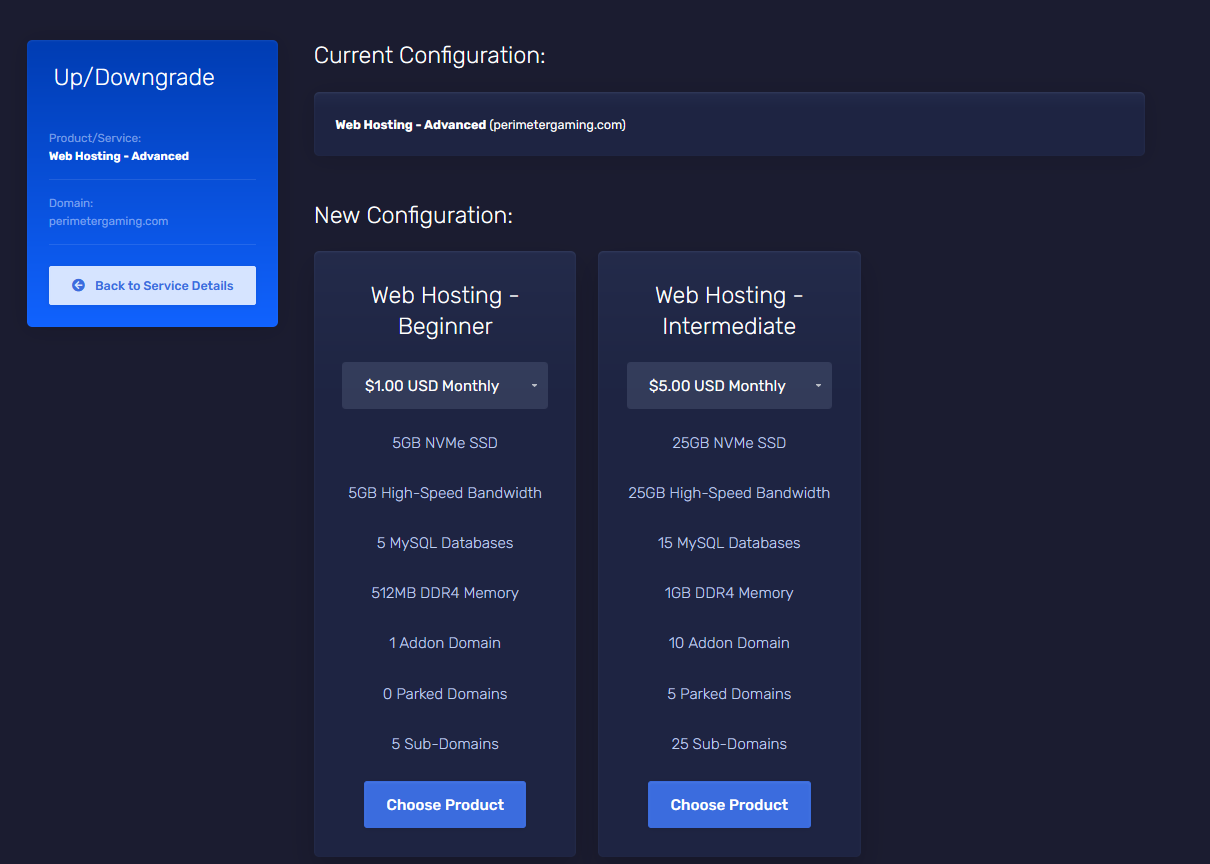 Up/Downgrade
Product/Service:
Web Hosting - Advanced
Domain:
perimetergaming.com
Back to Service Details
Current Configuration:
Web Hosting - Advanced (perimetergaming.com)
New Configuration:
Web Hosting -
Beginner
$1.00 USD Monthly
5GB NVMe SSD
5GB High-Speed Bandwidth
5 MySQL Databases
512MB DDR4 Memory
1 Addon Domain
0 Parked Domains
5 Sub-Domains
Choose Product
Web Hosting -
Intermediate
$5.00 USD Monthly
25GB NVMe SSD
25GB High-Speed Bandwidth
15 MySQL Databases
1GB DDR4 Memory
10 Addon Domain
5 Parked Domains
25 Sub-Domains
Choose Product